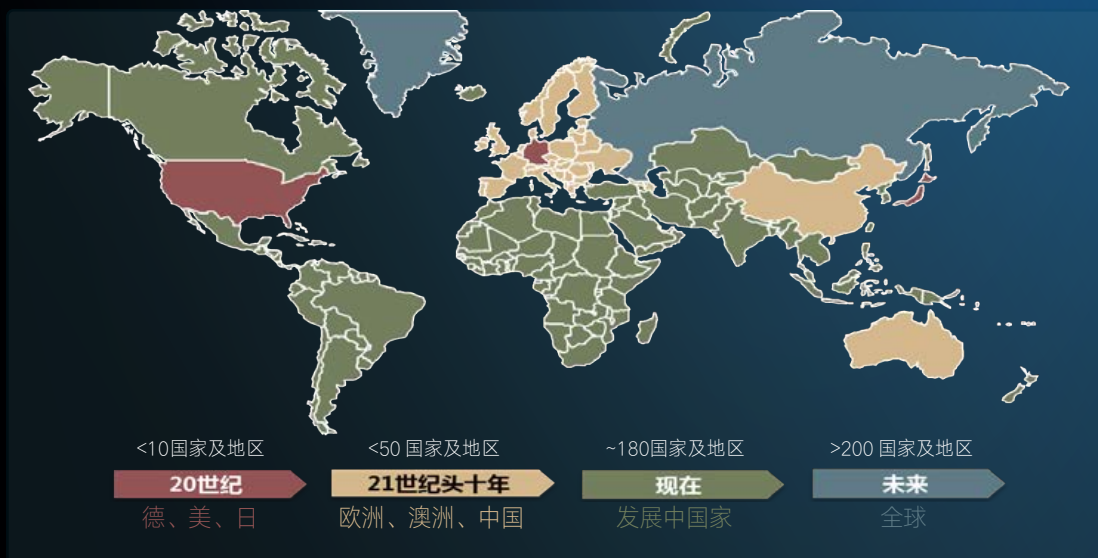 <10国家及地区
<50 国家及地区
~180国家及地区
>200 国家及地区
20世纪
21世纪头十年
现在
未来
德、美、日
欧洲、澳洲、中国
发展中国家
全球